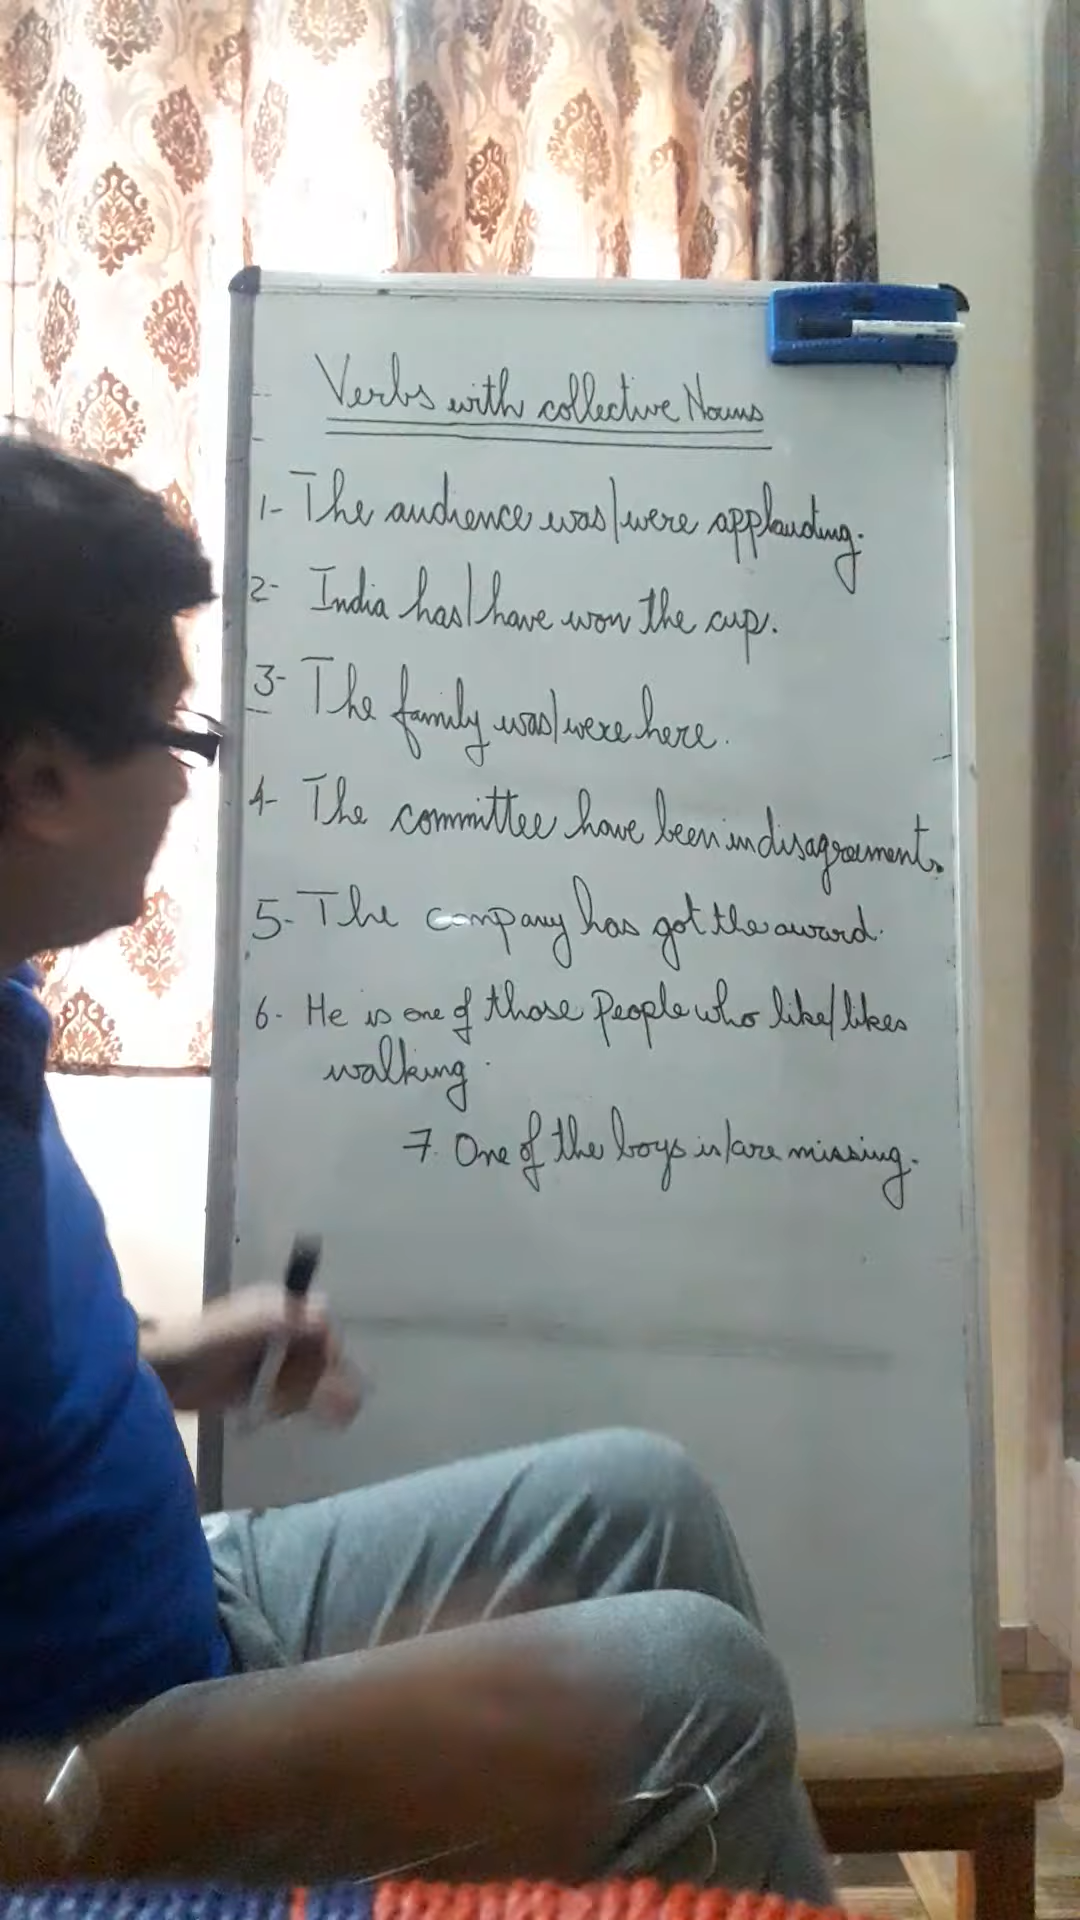 Verbs with collective Nouns
1- The audience was/were applauding.
2- India has/have won the cup.
3- The family was/were here.
4- The committee have been in disagreement.
5- The company has got the award.
6- He is one of those People who like/likes
walking.
7. One of the boys is/are missing.